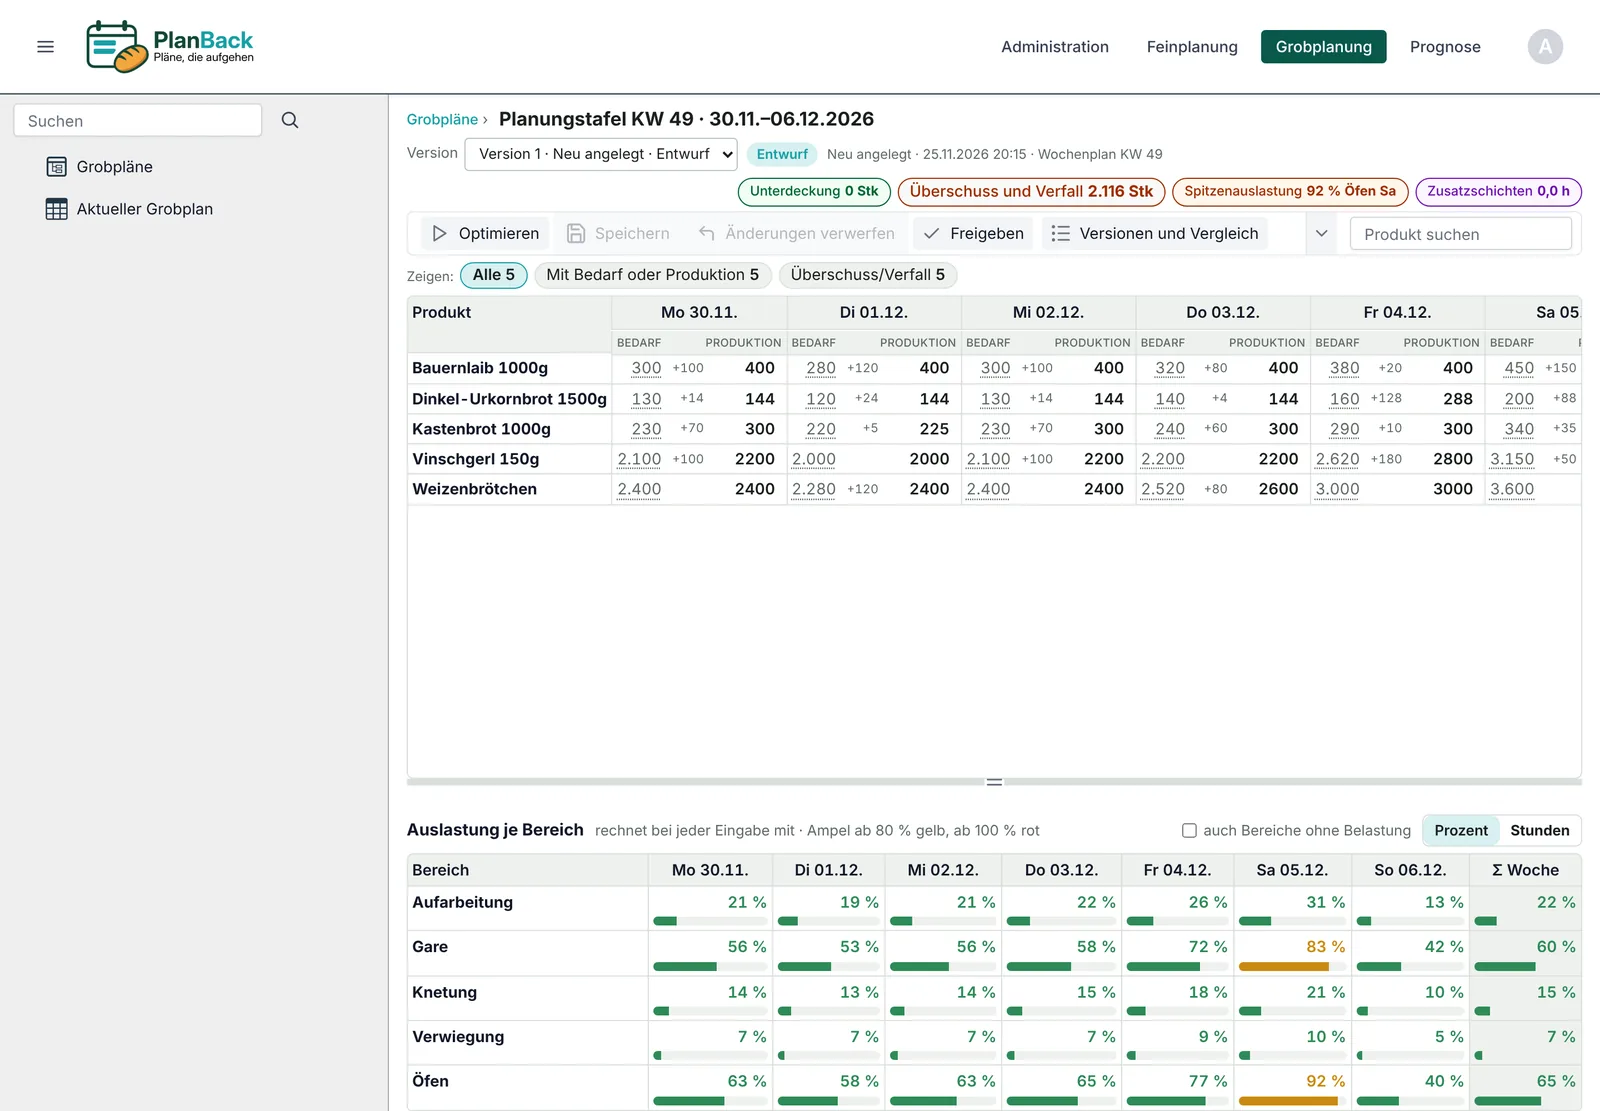 PlanBack
Pläne, die aufgehen
Administration Feinplanung Grobplanung Prognose A
Suchen
Grobpläne
Aktueller Grobplan
Grobpläne › Planungstafel KW 49 · 30.11.–06.12.2026
Version Version 1 · Neu angelegt · Entwurf Entwurf Neu angelegt · 25.11.2026 20:15 · Wochenplan KW 49
Unterdeckung 0 Stk Überschuss und Verfall 2.116 Stk Spitzenauslastung 92 % Öfen Sa Zusatzschichten 0,0 h
Optimieren Speichern Änderungen verwerfen Freigeben Versionen und Vergleich Produkt suchen
Zeigen: Alle 5 Mit Bedarf oder Produktion 5 Überschuss/Verfall 5
Produkt Mo 30.11. Di 01.12. Mi 02.12. Do 03.12. Fr 04.12. Sa 05.
BEDARF PRODUKTION BEDARF PRODUKTION BEDARF PRODUKTION BEDARF PRODUKTION BEDARF PRODUKTION BEDARF
Bauernlaib 1000g 300 +100 400 280 +120 400 300 +100 400 320 +80 400 380 +20 400 450 +150
Dinkel-Urkornbrot 1500g 130 +14 144 120 +24 144 130 +14 144 140 +4 144 160 +128 288 200 +88
Kastenbrot 1000g 230 +70 300 220 +5 225 230 +70 300 240 +60 300 290 +10 300 340 +35
Vinschgerl 150g 2.100 +100 2200 2.000 2000 2.100 +100 2200 2.200 2200 2.620 +180 2800 3.150 +50
Weizenbrötchen 2.400 2400 2.280 +120 2400 2.400 2400 2.520 +80 2600 3.000 3000 3.600
Auslastung je Bereich rechnet bei jeder Eingabe mit · Ampel ab 80 % gelb, ab 100 % rot auch Bereiche ohne Belastung Prozent Stunden
Bereich Mo 30.11. Di 01.12. Mi 02.12. Do 03.12. Fr 04.12. Sa 05.12. So 06.12. Σ Woche
Aufarbeitung 21 % 19 % 21 % 22 % 26 % 31 % 13 % 22 %
Gare 56 % 53 % 56 % 58 % 72 % 83 % 42 % 60 %
Knetung 14 % 13 % 14 % 15 % 18 % 21 % 10 % 15 %
Verwiegung 7 % 7 % 7 % 7 % 9 % 10 % 5 % 7 %
Öfen 63 % 58 % 63 % 65 % 77 % 92 % 40 % 65 %